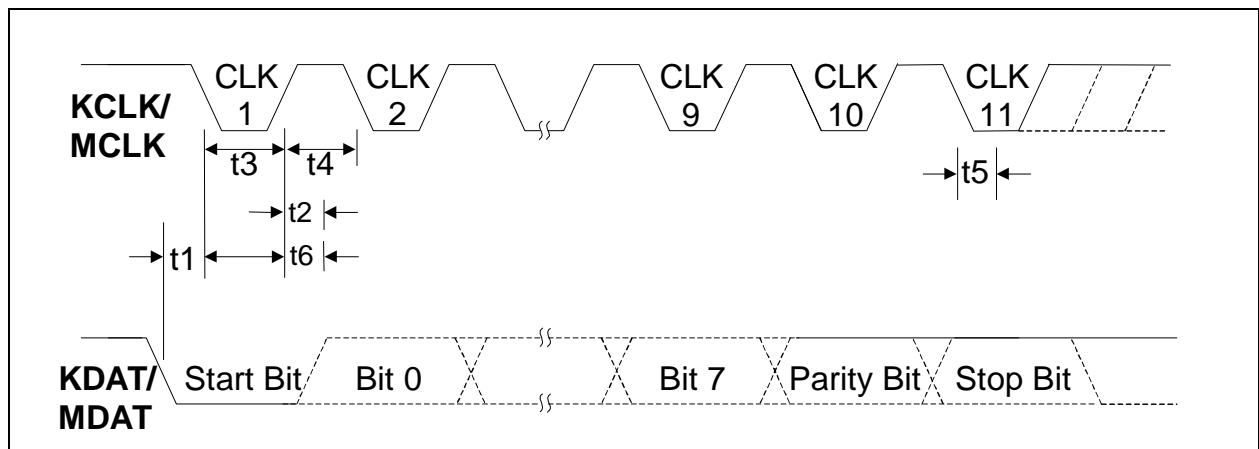 KCLK/
MCLK
CLK
1
CLK
2
CLK
9
CLK
10
CLK
11
t3
t4
t5
t2
t1
t6
KDAT/
MDAT
Start Bit
Bit 0
Bit 7
Parity Bit
Stop Bit